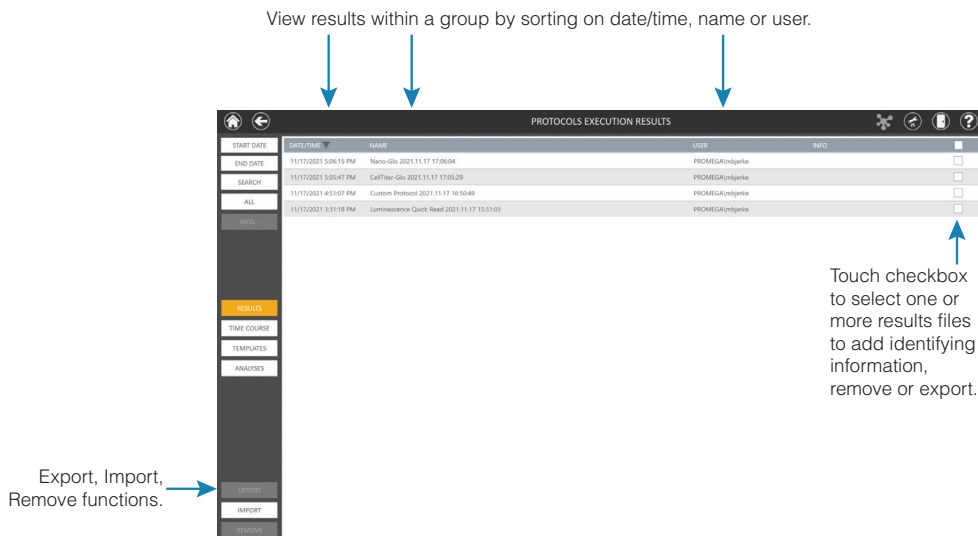 View results within a group by sorting on date/time, name or user.
PROTOCOLS EXECUTION RESULTS
START DATE
END DATE
SEARCH
ALL
INFO...
DATE/TIME NAME USER INFO
11/17/2021 5:06:15 PM Nano-Glo 2021.11.17 17:06:04 PROMEGA\mbjerke
11/17/2021 5:05:47 PM CellTiter-Glo 2021.11.17 17:05:29 PROMEGA\mbjerke
11/17/2021 4:51:07 PM Custom Protocol 2021.11.17 16:50:49 PROMEGA\mbjerke
11/17/2021 3:31:18 PM Luminescence Quick Read 2021.11.17 15:31:03 PROMEGA\mbjerke
Touch checkbox
to select one or
more results files
to add identifying
information,
remove or export.
RESULTS
TIME COURSE
TEMPLATES
ANALYSES
Export, Import,
Remove functions.
EXPORT
IMPORT
REMOVE